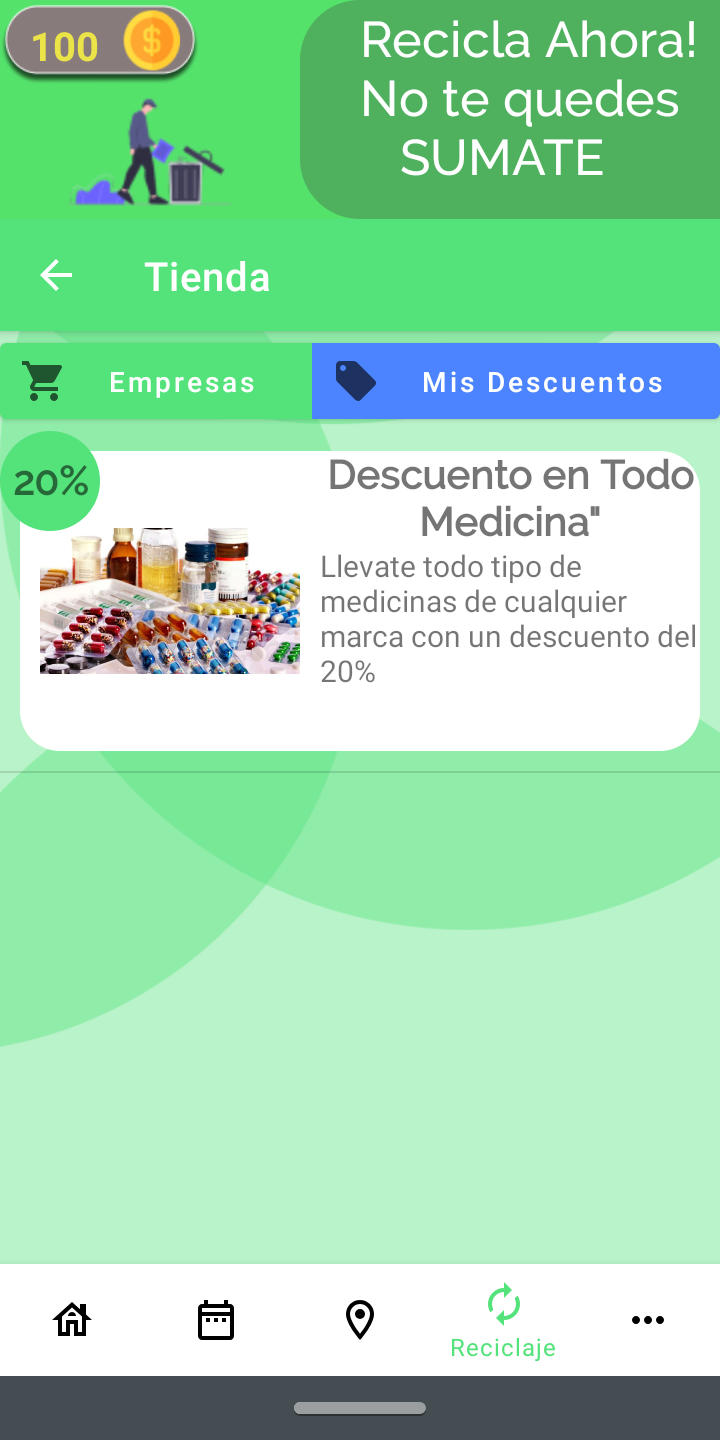 100
Recicla Ahora!
No te quedes
SUMATE
Tienda
Empresas
Mis Descuentos
20%
Descuento en Todo
Medicina"
Llevate todo tipo de
medicinas de cualquier
marca con un descuento del
20%
Reciclaje